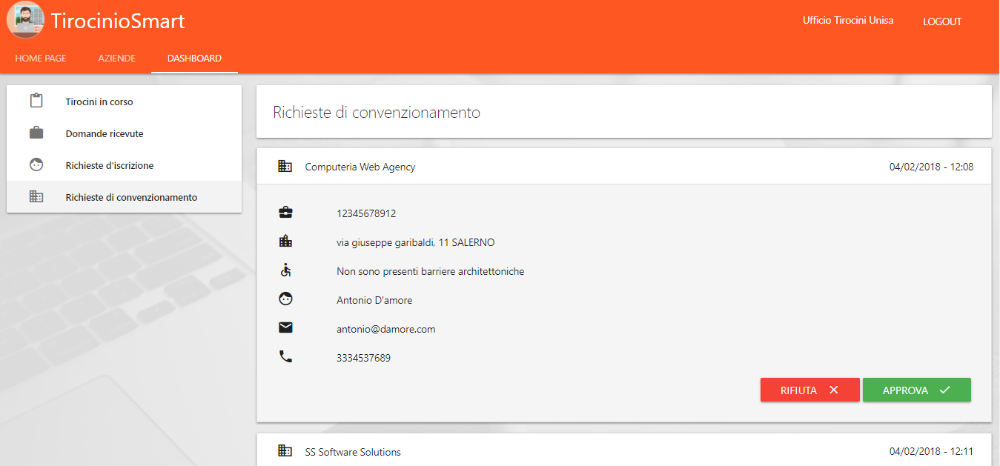 TirocinioSmart
Ufficio Tirocini Unisa
LOGOUT
HOME PAGE
AZIENDE
DASHBOARD
Tirocini in corso
Domande ricevute
Richieste d'iscrizione
Richieste di convenzionamento
Richieste di convenzionamento
Computeria Web Agency
04/02/2018 - 12:08
12345678912
via giuseppe garibaldi, 11 SALERNO
Non sono presenti barriere architettoniche
Antonio D'amore
antonio@damore.com
3334537689
RIFIUTA
APPROVA
SS Software Solutions
04/02/2018 - 12:11